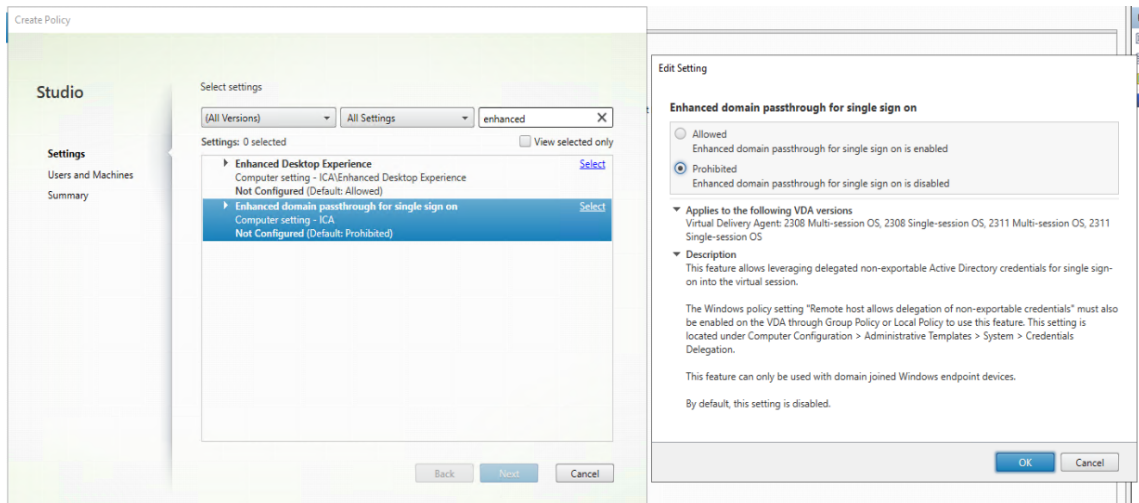 Create Policy
Studio
Settings
Users and Machines
Summary
Select settings
(All Versions)
All Settings
enhanced
Settings: 0 selected
View selected only
Enhanced Desktop Experience
Select
Computer setting - ICA\Enhanced Desktop Experience
Not Configured (Default: Allowed)
Enhanced domain passthrough for single sign on
Select
Computer setting - ICA
Not Configured (Default: Prohibited)
Back
Next
Cancel
Edit Setting
Enhanced domain passthrough for single sign on
Allowed
Enhanced domain passthrough for single sign on is enabled
Prohibited
Enhanced domain passthrough for single sign on is disabled
Applies to the following VDA versions
Virtual Delivery Agent: 2308 Multi-session OS, 2308 Single-session OS, 2311 Multi-session OS, 2311
Single-session OS
Description
This feature allows leveraging delegated non-exportable Active Directory credentials for single sign-
on into the virtual session.
The Windows policy setting "Remote host allows delegation of non-exportable credentials" must also
be enabled on the VDA through Group Policy or Local Policy to use this feature. This setting is
located under Computer Configuration > Administrative Templates > System > Credentials
Delegation.
This feature can only be used with domain joined Windows endpoint devices.
By default, this setting is disabled.
OK
Cancel